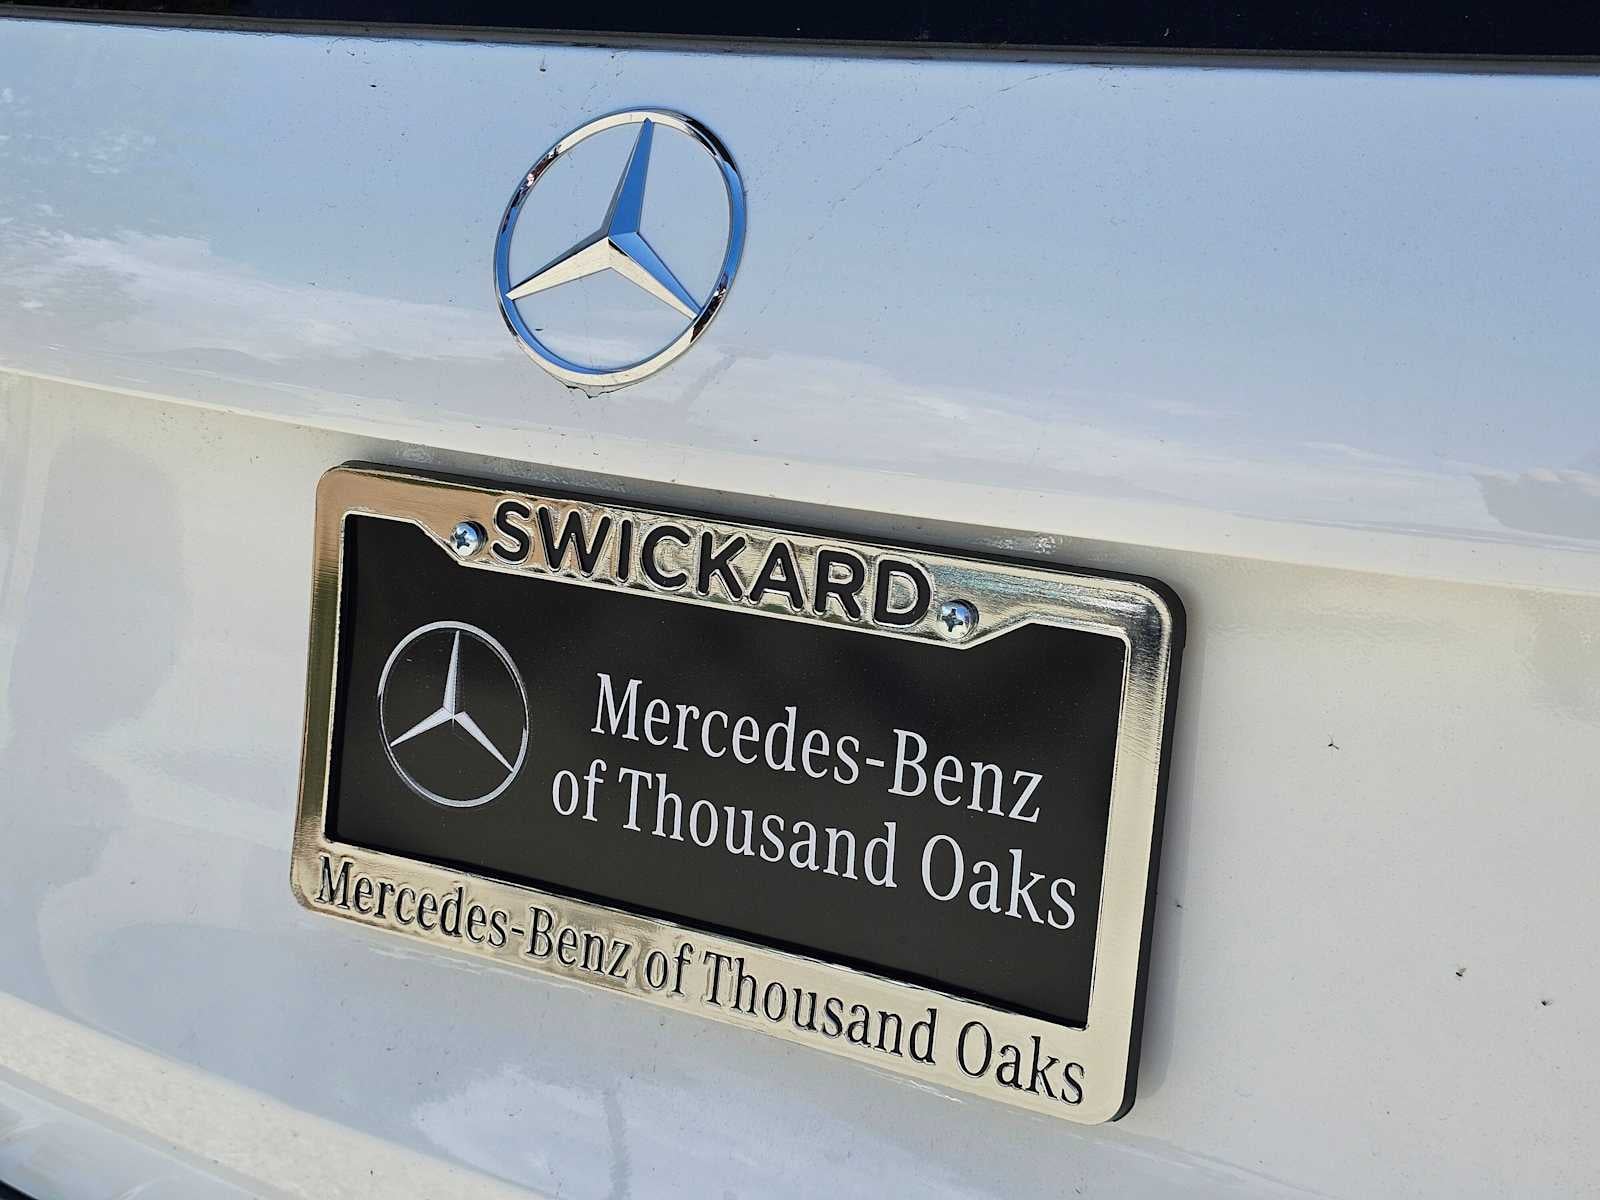 SWICKARD
Mercedes-Benz
of Thousand Oaks
Mercedes-Benz of Thousand Oaks